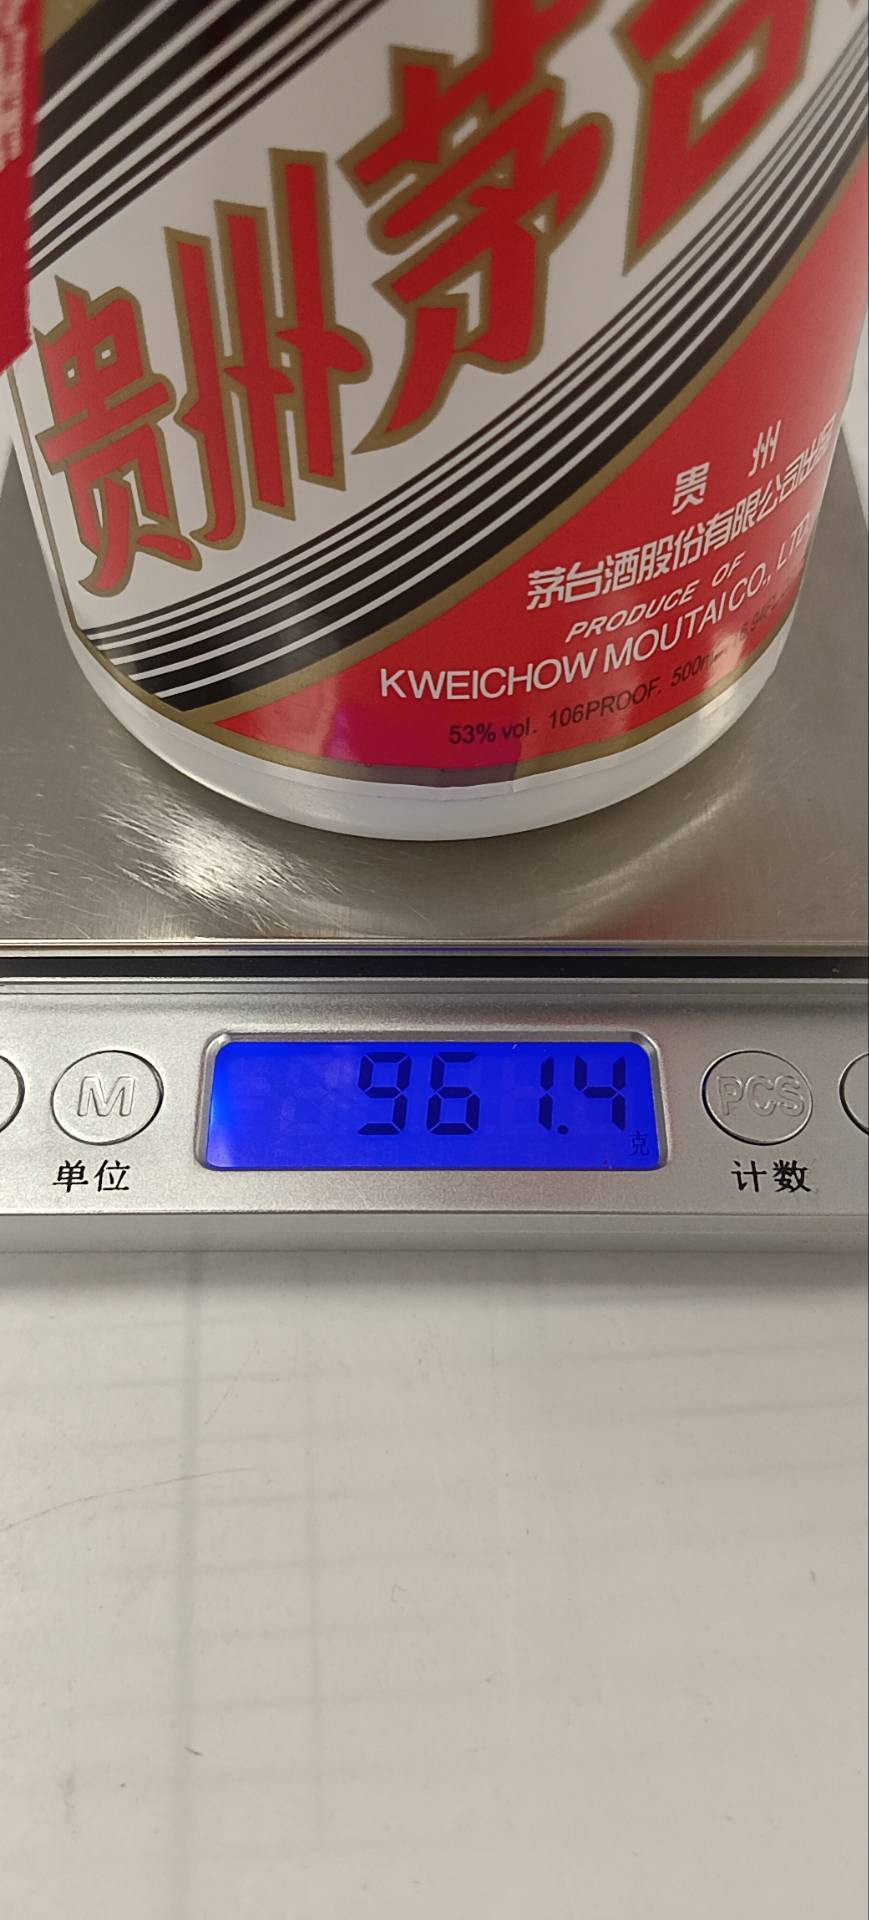 贵州茅台
贵 州
茅台酒股份有限公司出品
PRODUCE OF
KWEICHOW MOUTAI CO., LTD.
53% vol. 106PROOF. 500ml
961.4
克
M
PCS
单位
计数